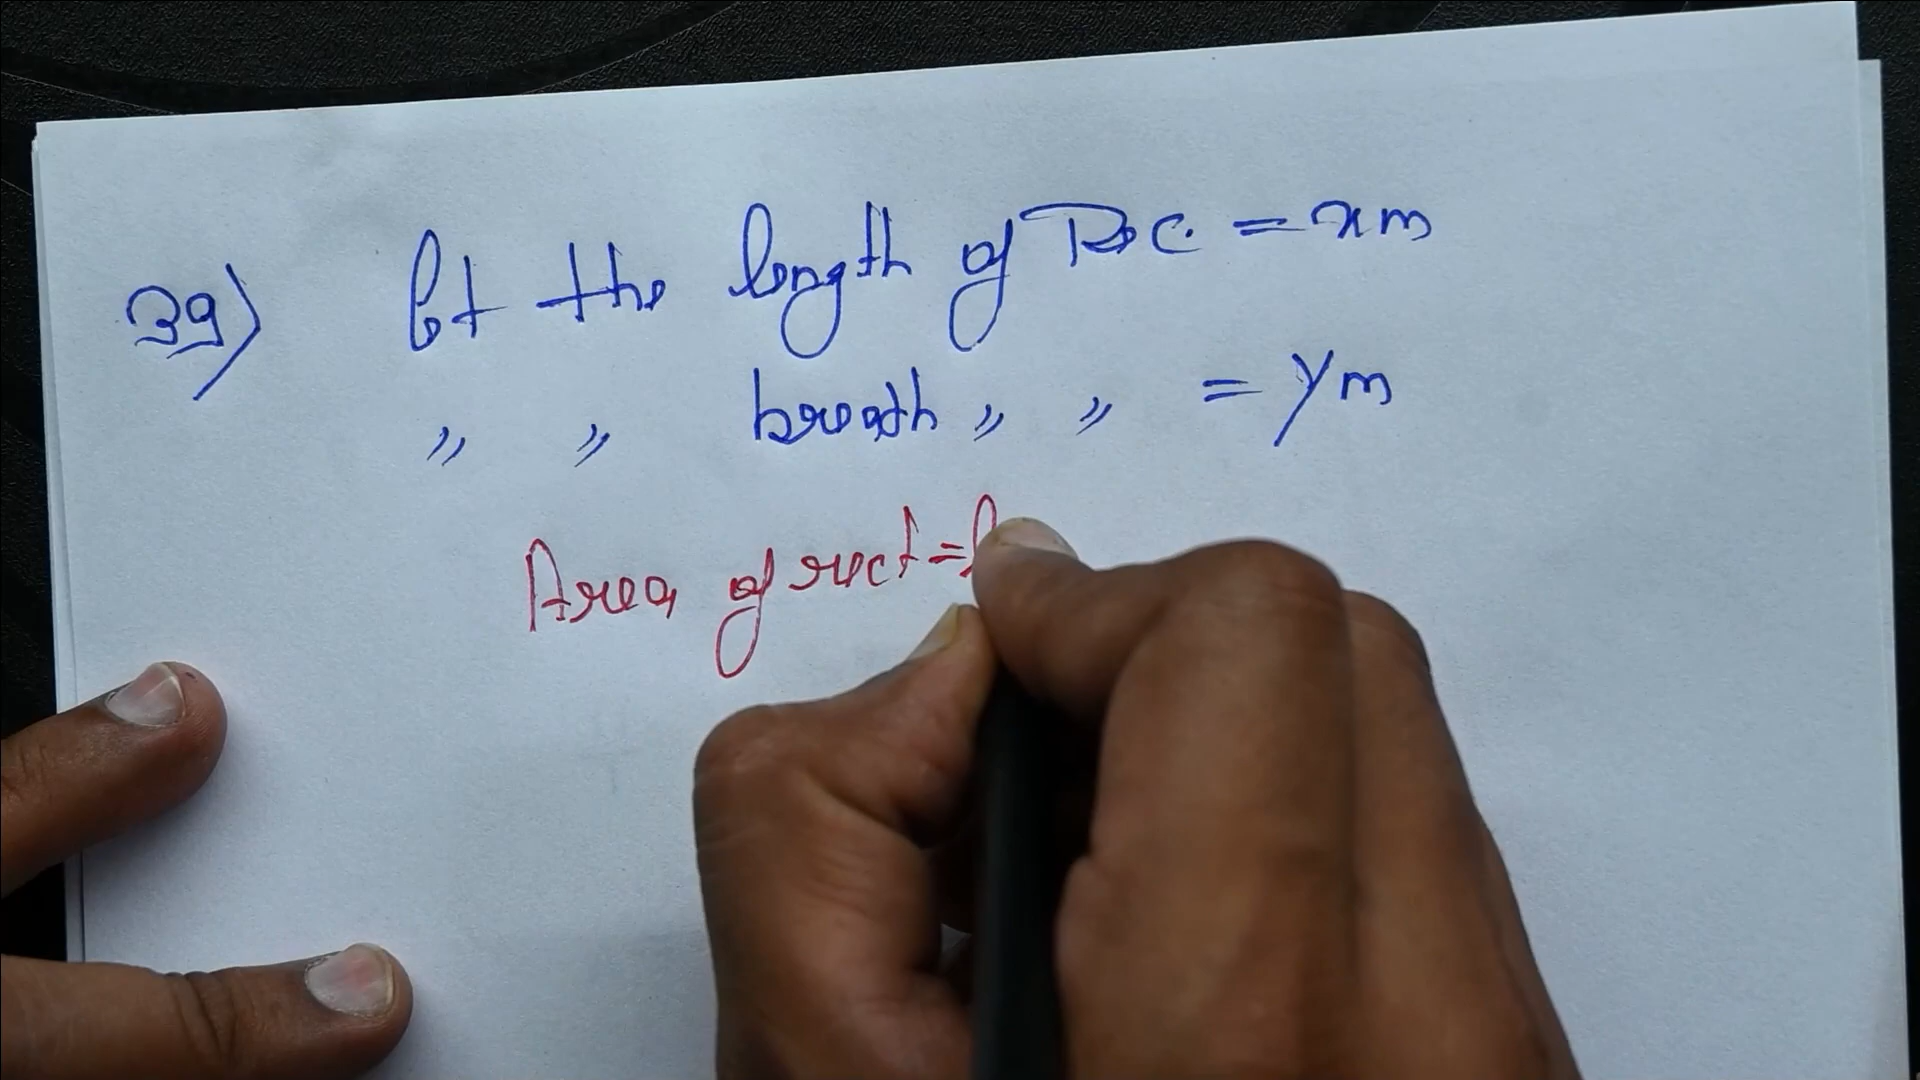 39) let the length of Rec. = x m
” ” breath ” ” = y m
Area of rect = l